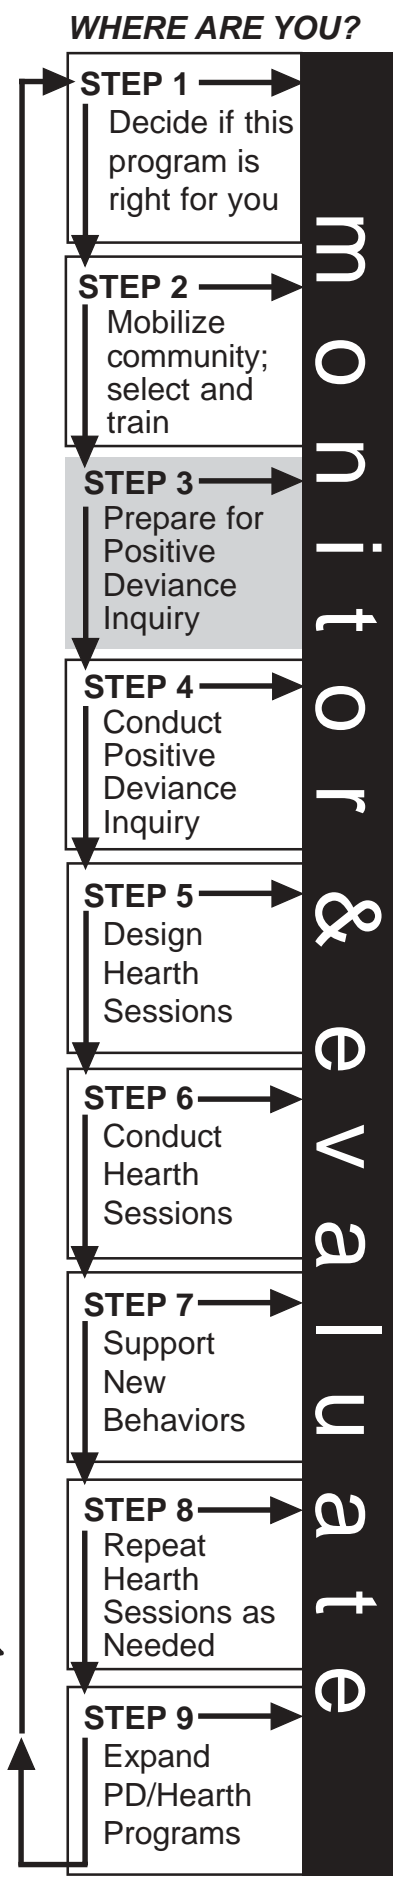 WHERE ARE YOU?
STEP 1
Decide if this
program is
right for you
STEP 2
Mobilize
community;
select and
train
STEP 3
Prepare for
Positive
Deviance
Inquiry
STEP 4
Conduct
Positive
Deviance
Inquiry
STEP 5
Design
Hearth
Sessions
STEP 6
Conduct
Hearth
Sessions
STEP 7
Support
New
Behaviors
STEP 8
Repeat
Hearth
Sessions as
Needed
STEP 9
Expand
PD/Hearth
Programs
monitor & evaluate